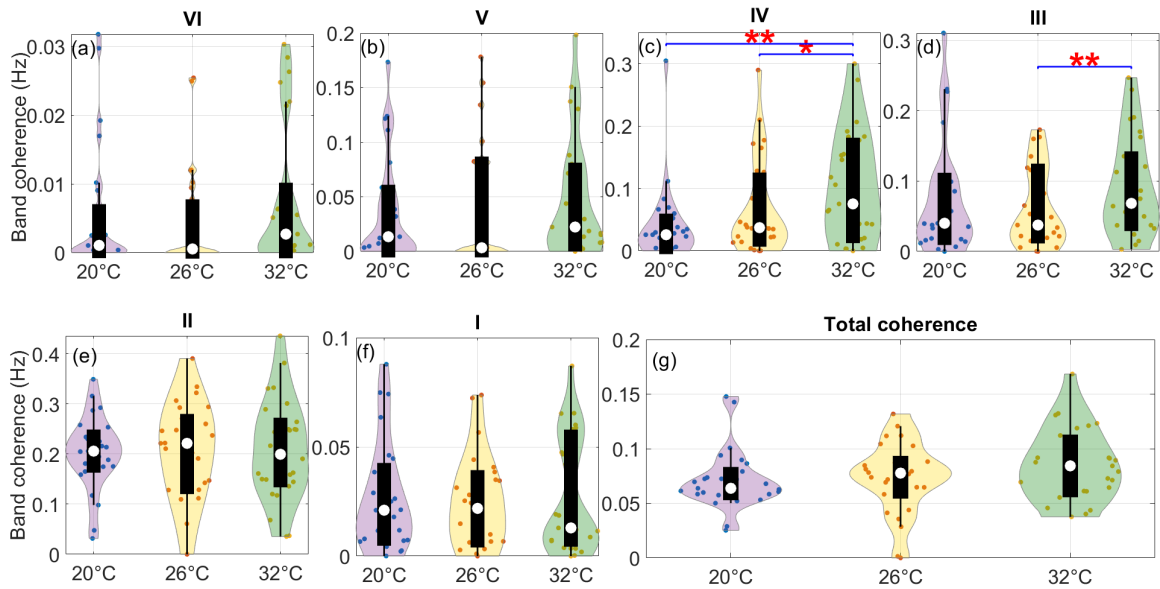 VI
V
IV
III
(a)
(b)
(c)
(d)
**
*
**
Band coherence (Hz)
0.03
0.02
0.01
0
0.2
0.15
0.1
0.05
0
0.3
0.2
0.1
0
0.3
0.2
0.1
0
20°C 26°C 32°C
20°C 26°C 32°C
20°C 26°C 32°C
20°C 26°C 32°C
II
I
Total coherence
(e)
(f)
(g)
Band coherence (Hz)
0.4
0.3
0.2
0.1
0
0.1
0.05
0
0.2
0.15
0.1
0.05
0
20°C 26°C 32°C
20°C 26°C 32°C
20°C 26°C 32°C